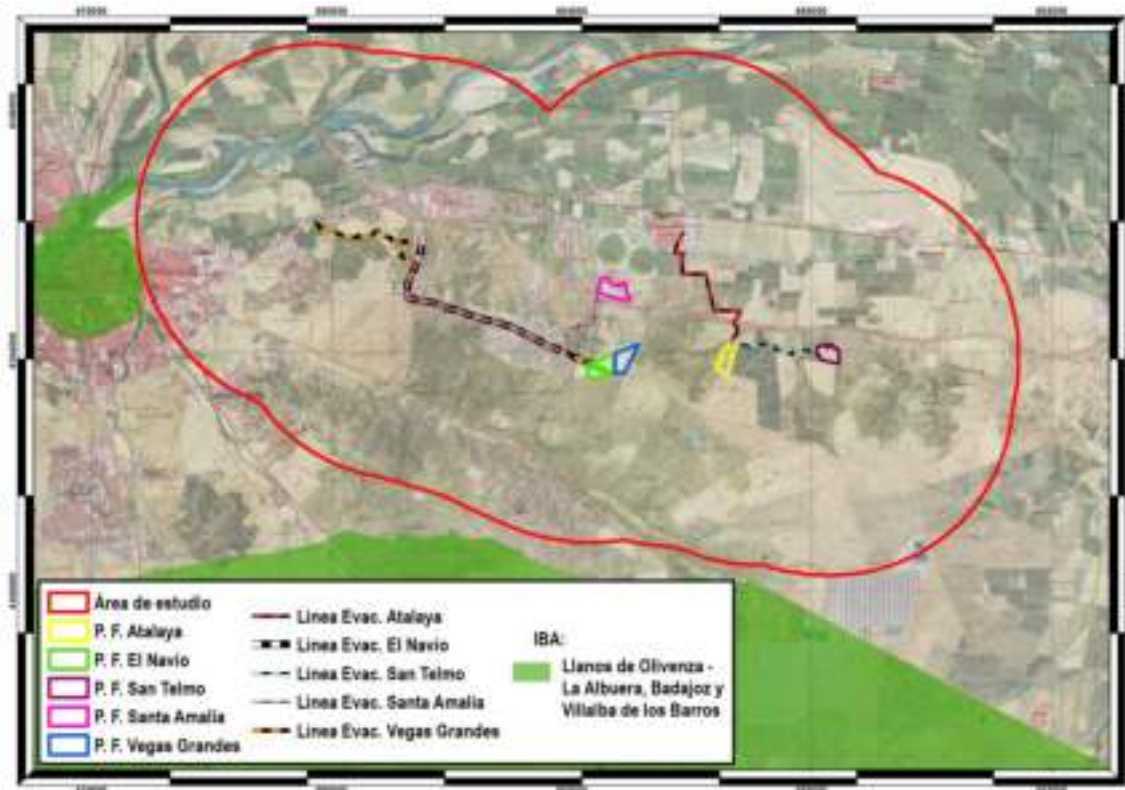 Área de estudio
P. F. Atalaya
P. F. El Navio
P. F. San Telmo
P. F. Santa Amalia
P. F. Vegas Grandes
Linea Evac. Atalaya
Linea Evac. El Navio
Linea Evac. San Telmo
Linea Evac. Santa Amalia
Linea Evac. Vegas Grandes
IBA:
Llanos de Olivenza -
La Albuera, Badajoz y
Villalba de los Barros